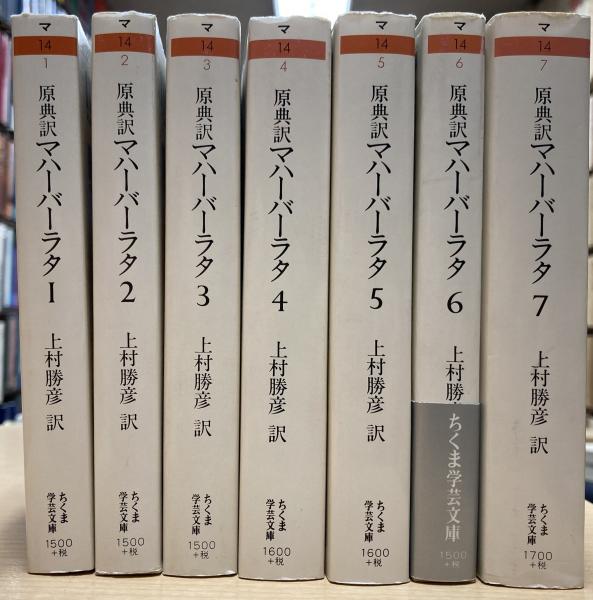 マ
14
1
原典訳マハーバーラタ 1
上村勝彦 訳
ちくま
学芸文庫
1500
+税
マ
14
2
原典訳マハーバーラタ 2
上村勝彦 訳
ちくま
学芸文庫
1500
+税
マ
14
3
原典訳マハーバーラタ 3
上村勝彦 訳
ちくま
学芸文庫
1500
+税
マ
14
4
原典訳マハーバーラタ 4
上村勝彦 訳
ちくま
学芸文庫
1600
+税
マ
14
5
原典訳マハーバーラタ 5
上村勝彦 訳
ちくま
学芸文庫
1600
+税
マ
14
6
原典訳マハーバーラタ 6
上村勝
ちくま学芸文庫
1500
+税
マ
14
7
原典訳マハーバーラタ 7
上村勝彦 訳
ちくま
学芸文庫
1700
+税